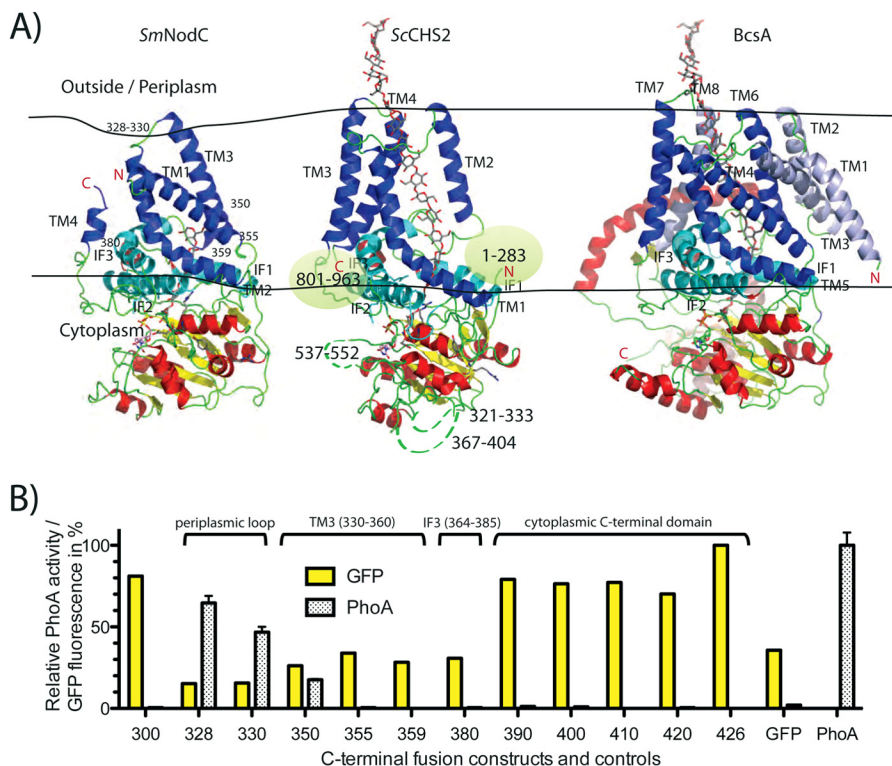 A)
SmNodC
ScCHS2
BcsA
Outside / Periplasm
328-330
TM3
TM1
N
C
TM4
350
355
380
359
IF3
IF1
TM2
IF2
Cytoplasm
TM4
TM3
TM2
1-283
C
IF3
N
801-963
IF1
IF2
TM1
537-552
321-333
367-404
TM7
TM8
TM6
TM2
TM4
TM1
TM3
IF3
IF1
N
TM5
IF2
C
B)
Relative PhoA activity /
GFP fluorescence in %
periplasmic loop
TM3 (330-360)
IF3 (364-385)
cytoplasmic C-terminal domain
100
50
0
GFP
PhoA
300 328 330 350 355 359 380 390 400 410 420 426 GFP PhoA
C-terminal fusion constructs and controls